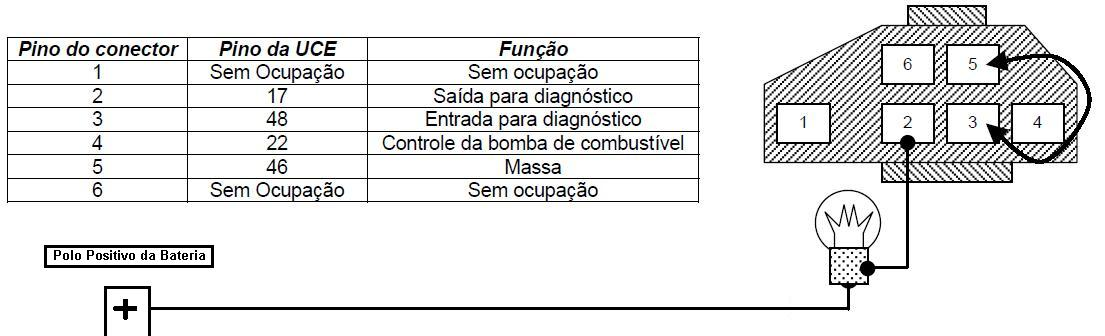 Pino do conector Pino da UCE Função
1 Sem Ocupação Sem ocupação
2 17 Saída para diagnóstico
3 48 Entrada para diagnóstico
4 22 Controle da bomba de combustível
5 46 Massa
6 Sem Ocupação Sem ocupação
6 5
1 2 3 4
Polo Positivo da Bateria
+